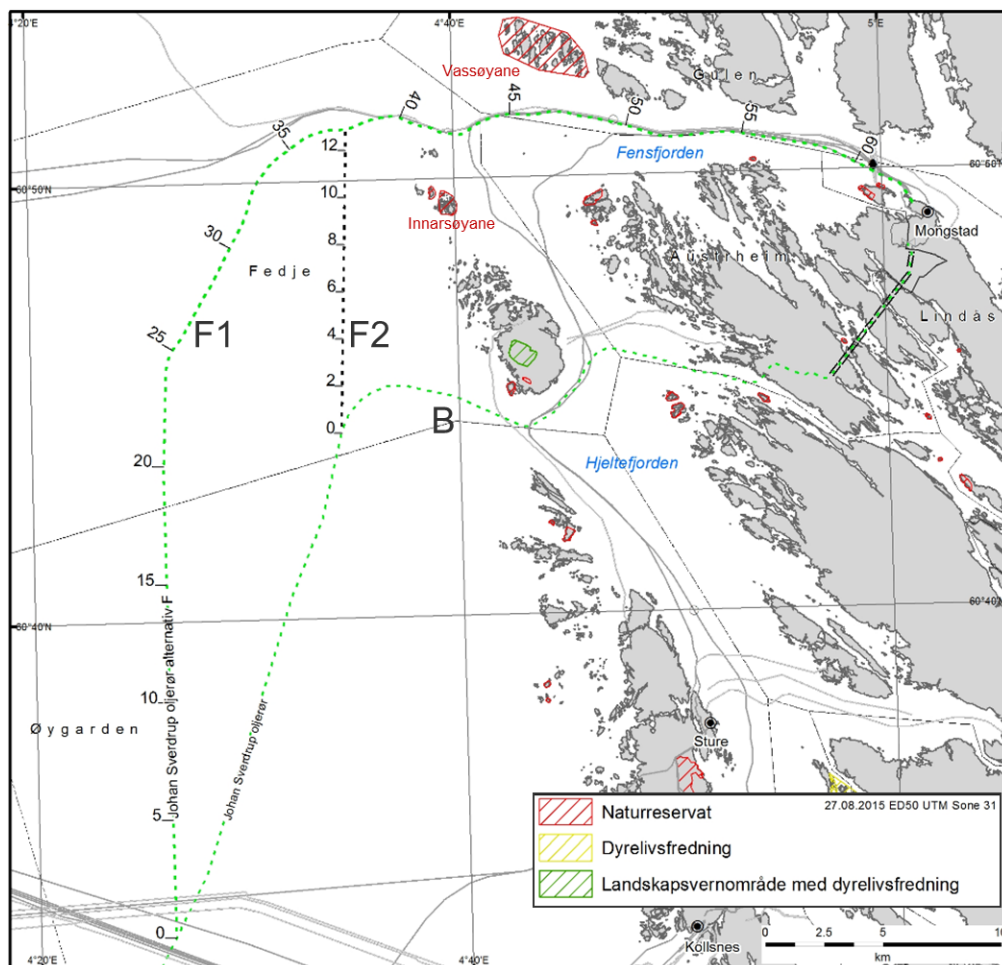 4°20'E
4°40'E
5°E
Vassøyane
Gulen
45
40
50
55
60
35
12
Fensfjorden
60°50'N
60°50'
10
Innarsøyane
Mongstad
30
8
Fedje
Austrheim
6
Lindås
25
F1
4
F2
2
B
0
20
Hjeltefjorden
15
60°40'
60°40'N
Johan Sverdrup oljerør alternativ F
10
Øygarden
Johan Sverdrup oljerør
Sture
5
27.08.2015 ED50 UTM Sone 31
Naturreservat
Dyrelivsfredning
Landskapsvernområde med dyrelivsfredning
0
Kollsnes
0 2.5 5 10
km
4°20'E
4°40'E